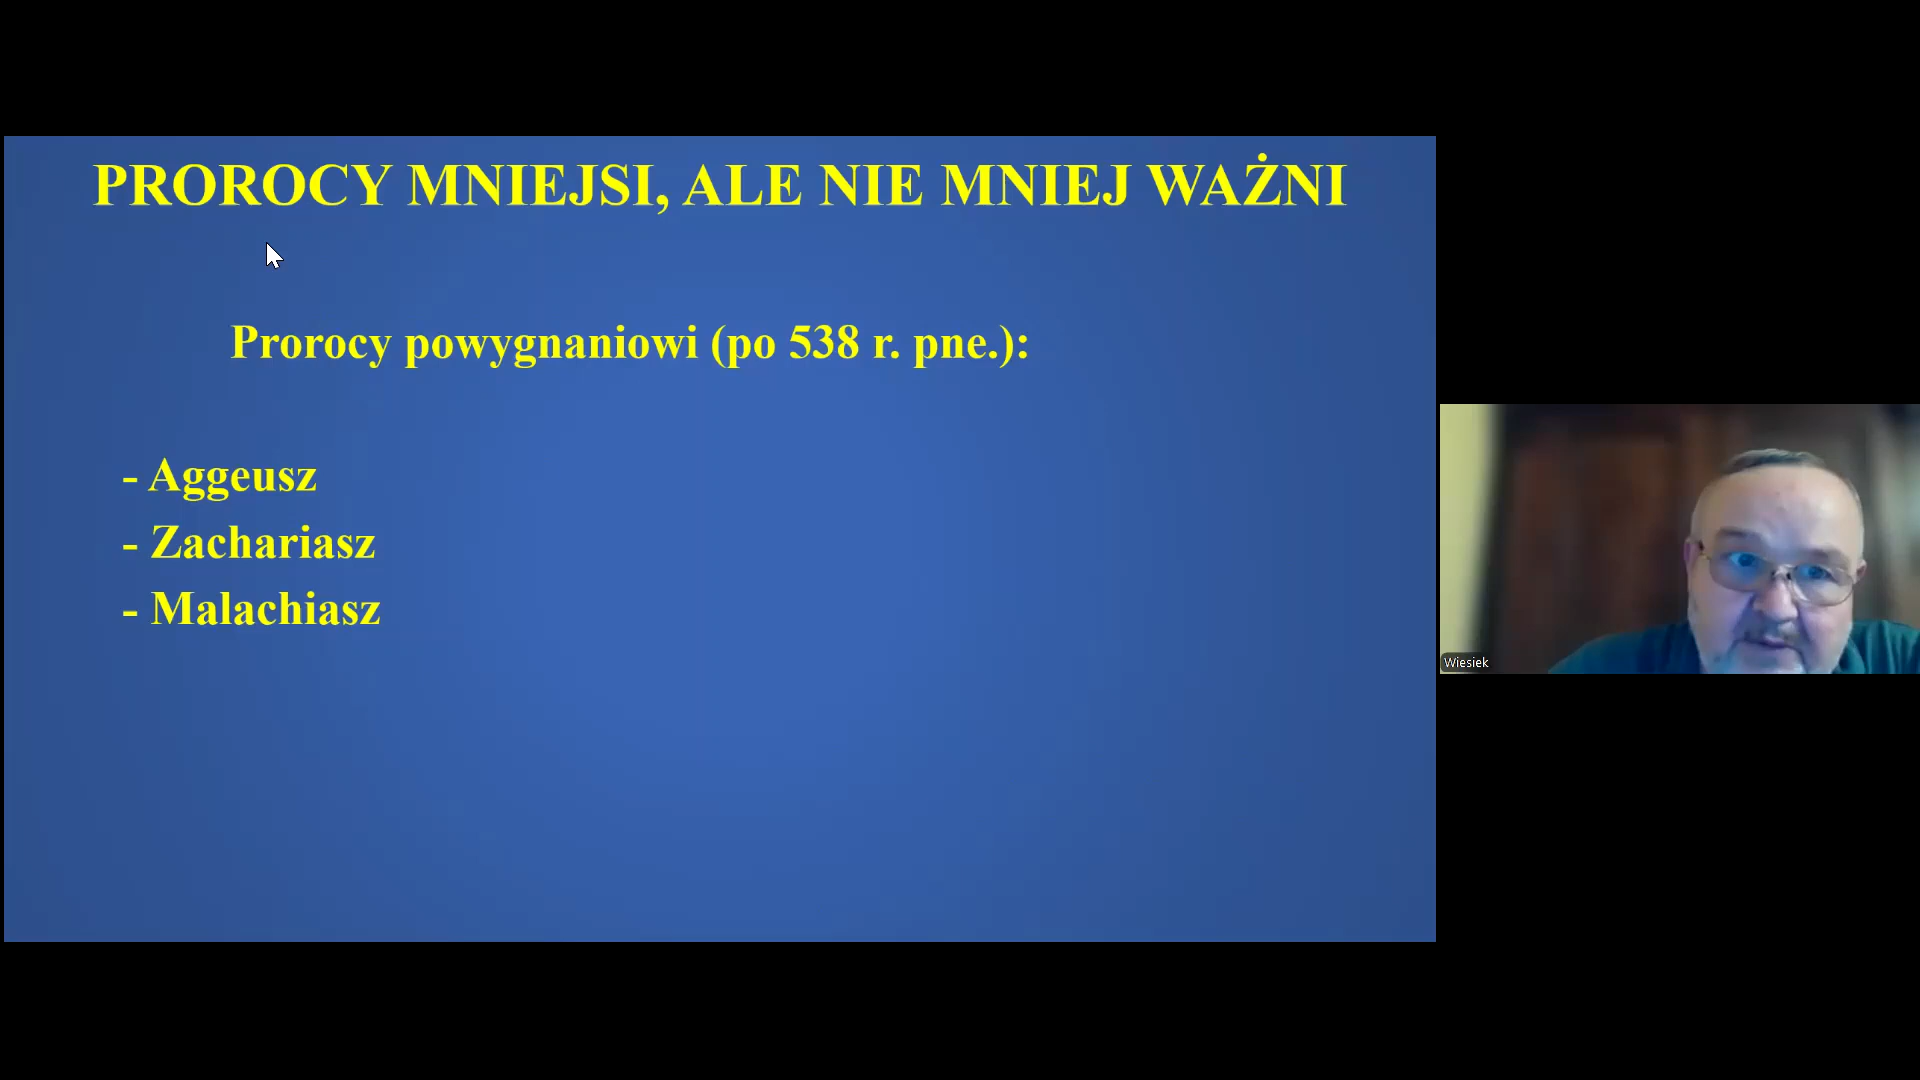 PROROCY MNIEJSI, ALE NIE MNIEJ WAŻNI
Prorocy powygnaniowi (po 538 r. pne.):
- Aggeusz
- Zachariasz
- Malachiasz
Wiesiek